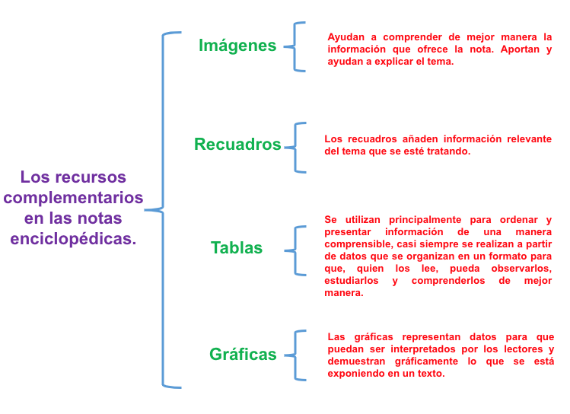 Los recursos
complementarios
en las notas
enciclopédicas.
Imágenes
Ayudan a comprender de mejor manera la
información que ofrece la nota. Aportan y
ayudan a explicar el tema.
Recuadros
Los recuadros añaden información relevante
del tema que se esté tratando.
Tablas
Se utilizan principalmente para ordenar y
presentar información de una manera
comprensible, casi siempre se realizan a partir
de datos que se organizan en un formato para
que, quien los lee, pueda observarlos,
estudiarlos y comprenderlos de mejor
manera.
Gráficas
Las gráficas representan datos para que
puedan ser interpretados por los lectores y
demuestran gráficamente lo que se está
exponiendo en un texto.